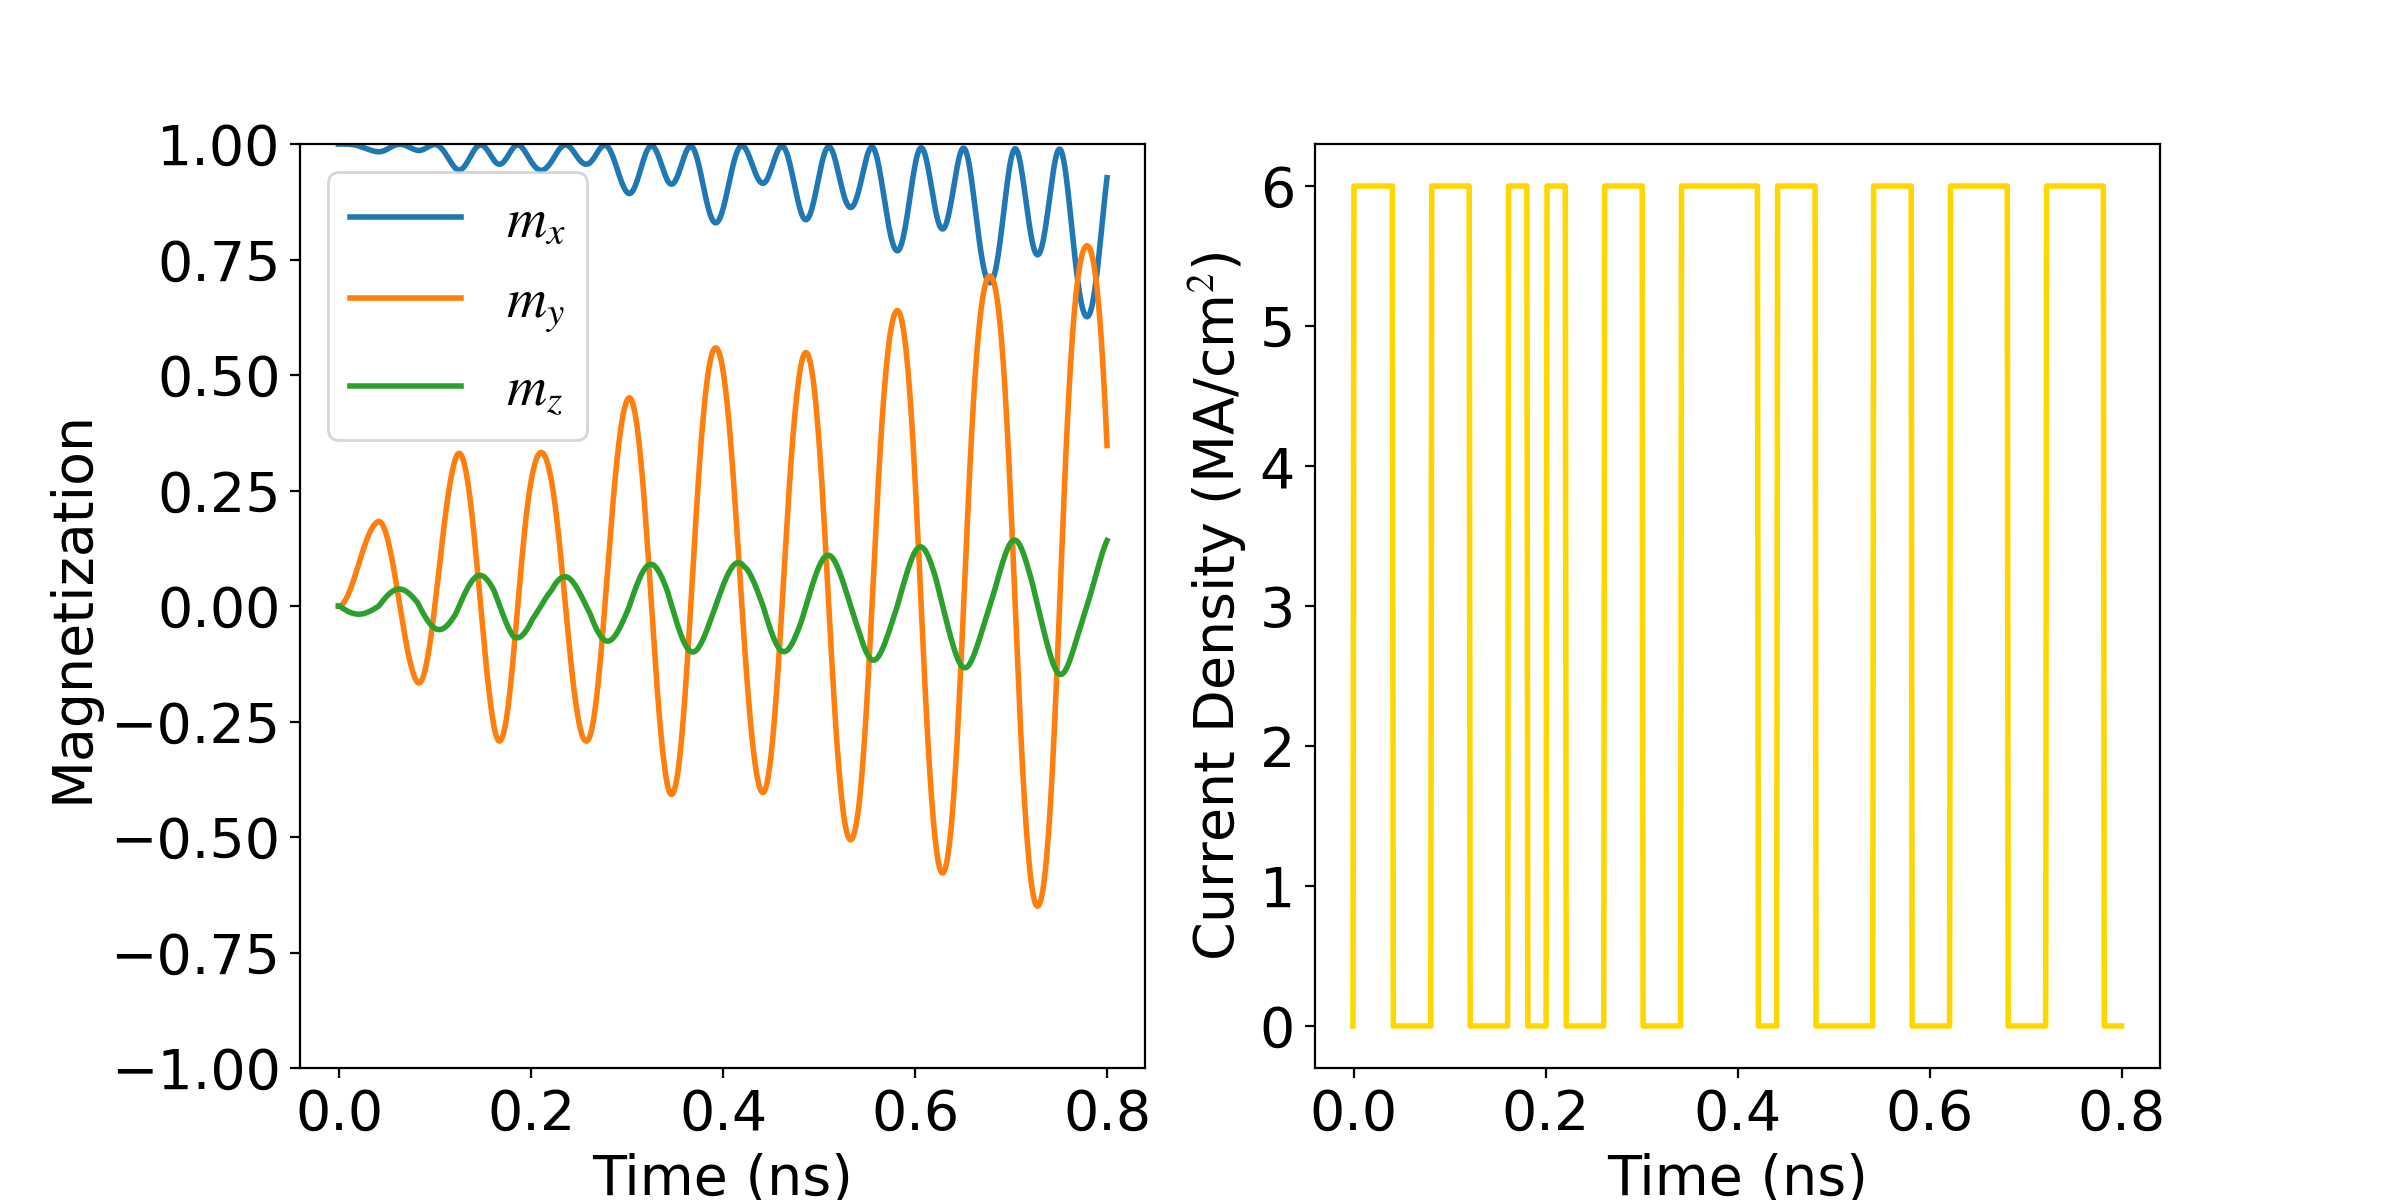 1.00
0.75
0.50
0.25
0.00
−0.25
−0.50
−0.75
−1.00
Magnetization
m_x
m_y
m_z
0.0 0.2 0.4 0.6 0.8
Time (ns)
6
5
4
3
2
1
0
Current Density (MA/cm²)
0.0 0.2 0.4 0.6 0.8
Time (ns)